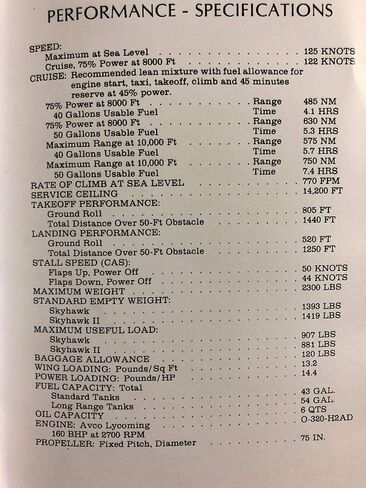 PERFORMANCE - SPECIFICATIONS
SPEED:
Maximum at Sea Level . . . . . . . . . . . . . . 125 KNOTS
Cruise, 75% Power at 8000 Ft . . . . . . . . . . 122 KNOTS
CRUISE: Recommended lean mixture with fuel allowance for
engine start, taxi, takeoff, climb and 45 minutes
reserve at 45% power.
75% Power at 8000 Ft . . . . . . . . . Range 485 NM
40 Gallons Usable Fuel Time 4.1 HRS
75% Power at 8000 Ft . . . . . . . . . Range 630 NM
50 Gallons Usable Fuel Time 5.3 HRS
Maximum Range at 10,000 Ft . . . . . . Range 575 NM
40 Gallons Usable Fuel Time 5.7 HRS
Maximum Range at 10,000 Ft . . . . . . Range 750 NM
50 Gallons Usable Fuel Time 7.4 HRS
RATE OF CLIMB AT SEA LEVEL . . . . . . . . . . . 770 FPM
SERVICE CEILING . . . . . . . . . . . . . . . . 14,200 FT
TAKEOFF PERFORMANCE:
Ground Roll . . . . . . . . . . . . . . . . . . 805 FT
Total Distance Over 50-Ft Obstacle . . . . . . . 1440 FT
LANDING PERFORMANCE:
Ground Roll . . . . . . . . . . . . . . . . . . 520 FT
Total Distance Over 50-Ft Obstacle . . . . . . . 1250 FT
STALL SPEED (CAS):
Flaps Up, Power Off . . . . . . . . . . . . . . 50 KNOTS
Flaps Down, Power Off . . . . . . . . . . . . . 44 KNOTS
MAXIMUM WEIGHT . . . . . . . . . . . . . . . . . 2300 LBS
STANDARD EMPTY WEIGHT:
Skyhawk . . . . . . . . . . . . . . . . . . . . 1393 LBS
Skyhawk II . . . . . . . . . . . . . . . . . . . 1419 LBS
MAXIMUM USEFUL LOAD:
Skyhawk . . . . . . . . . . . . . . . . . . . . 907 LBS
Skyhawk II . . . . . . . . . . . . . . . . . . . 881 LBS
BAGGAGE ALLOWANCE . . . . . . . . . . . . . . . 120 LBS
WING LOADING: Pounds/Sq Ft . . . . . . . . . . . 13.2
POWER LOADING: Pounds/HP . . . . . . . . . . . . 14.4
FUEL CAPACITY: Total
Standard Tanks . . . . . . . . . . . . . . . . . 43 GAL.
Long Range Tanks . . . . . . . . . . . . . . . . 54 GAL.
OIL CAPACITY . . . . . . . . . . . . . . . . . . 6 QTS
ENGINE: Avco Lycoming . . . . . . . . . . . . . O-320-H2AD
160 BHP at 2700 RPM
PROPELLER: Fixed Pitch, Diameter . . . . . . . . 75 IN.